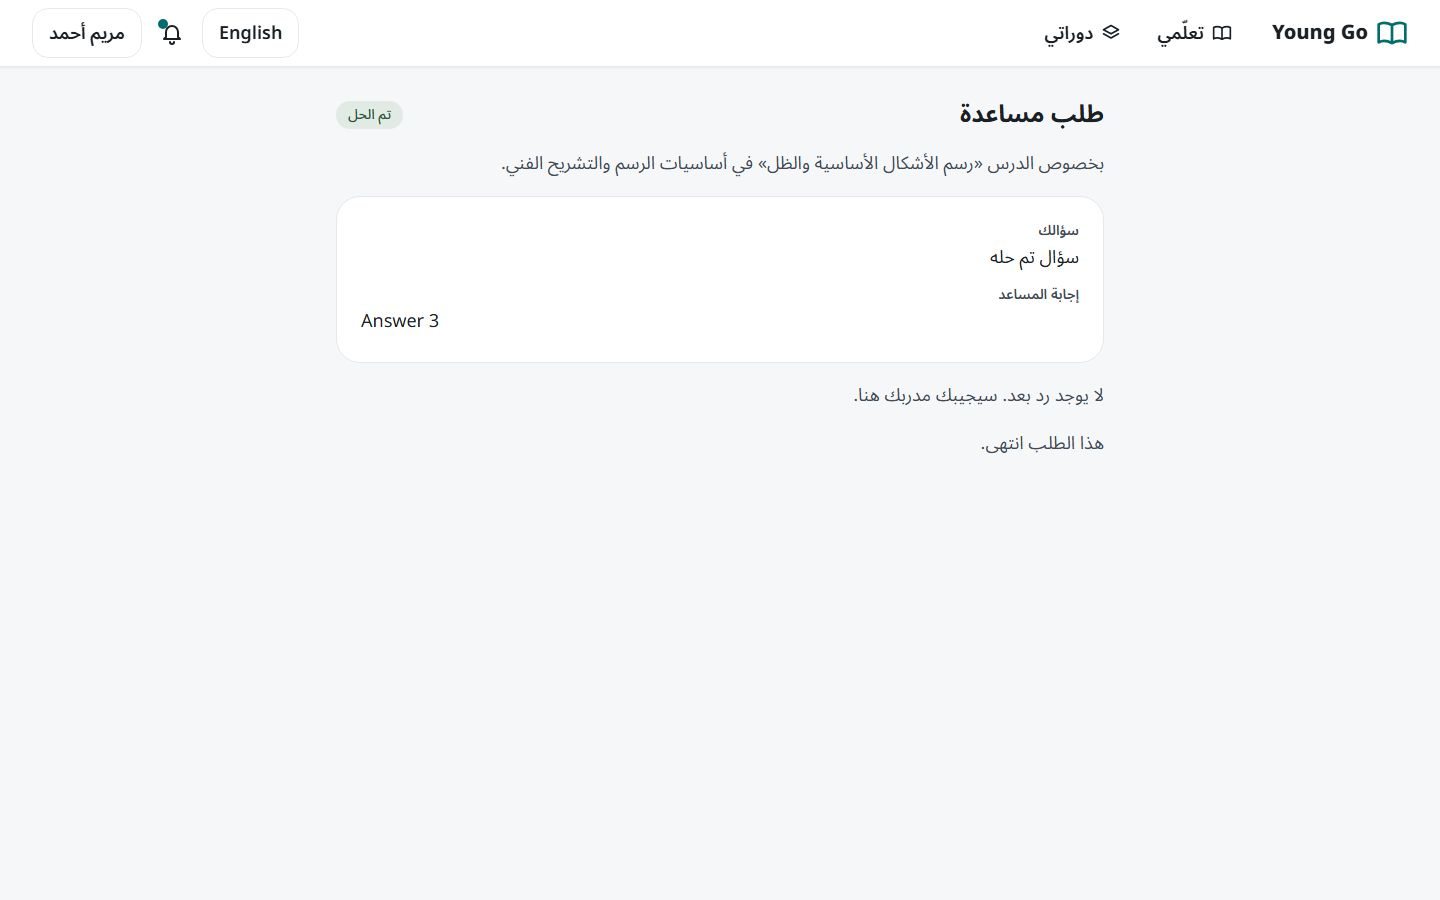 Young Go
تعلّمي
دوراتي
English
مريم أحمد
طلب مساعدة
تم الحل
بخصوص الدرس «رسم الأشكال الأساسية والظل» في أساسيات الرسم والتشريح الفني.
سؤالك
سؤال تم حله
إجابة المساعد
Answer 3
لا يوجد رد بعد. سيجيبك مدربك هنا.
هذا الطلب انتهى.